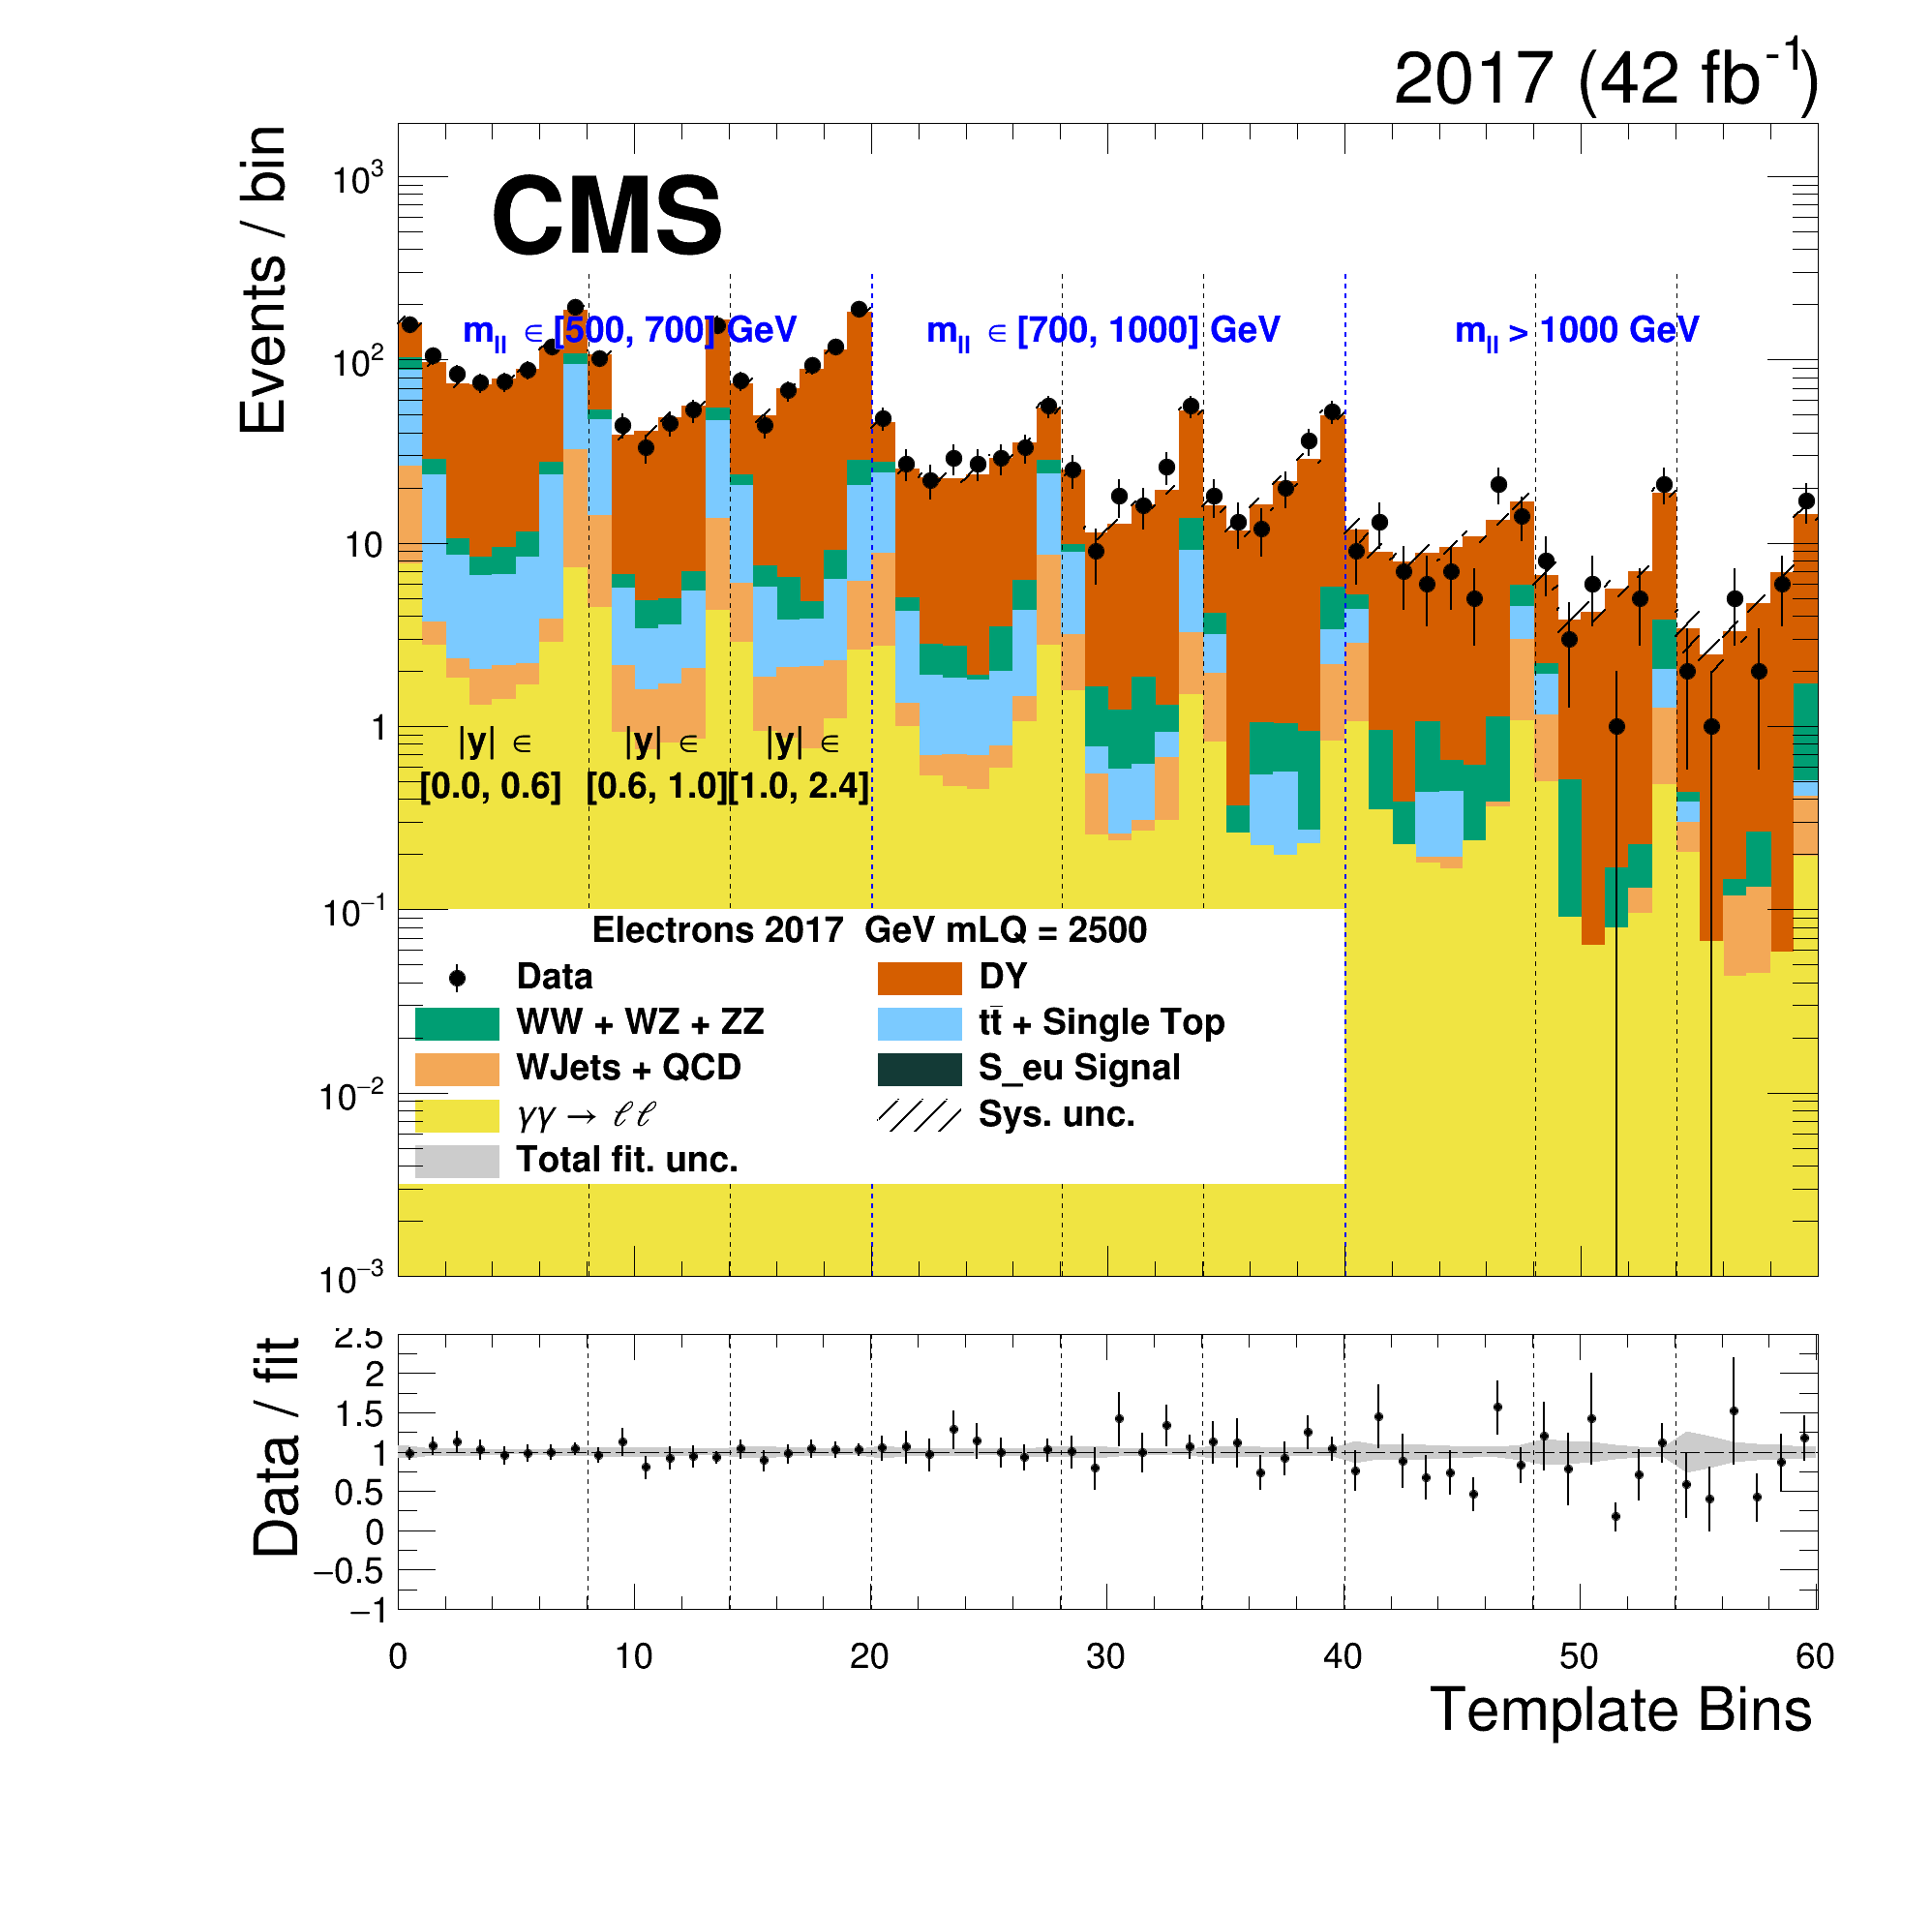 2017 (42 fb-1)
Events / bin
CMS
10³
10²
10
1
10−1
10−2
10−3
mll ∈ [500, 700] GeV
mll ∈ [700, 1000] GeV
mll > 1000 GeV
|y| ∈
[0.0, 0.6]
|y| ∈
[0.6, 1.0]
|y| ∈
[1.0, 2.4]
Electrons 2017 GeV mLQ = 2500
Data
DY
WW + WZ + ZZ
tt̄ + Single Top
WJets + QCD
S_eu Signal
γγ → ℓℓ
Sys. unc.
Total fit. unc.
Data / fit
2.5
2
1.5
1
0.5
0
−0.5
−1
0 10 20 30 40 50 60
Template Bins